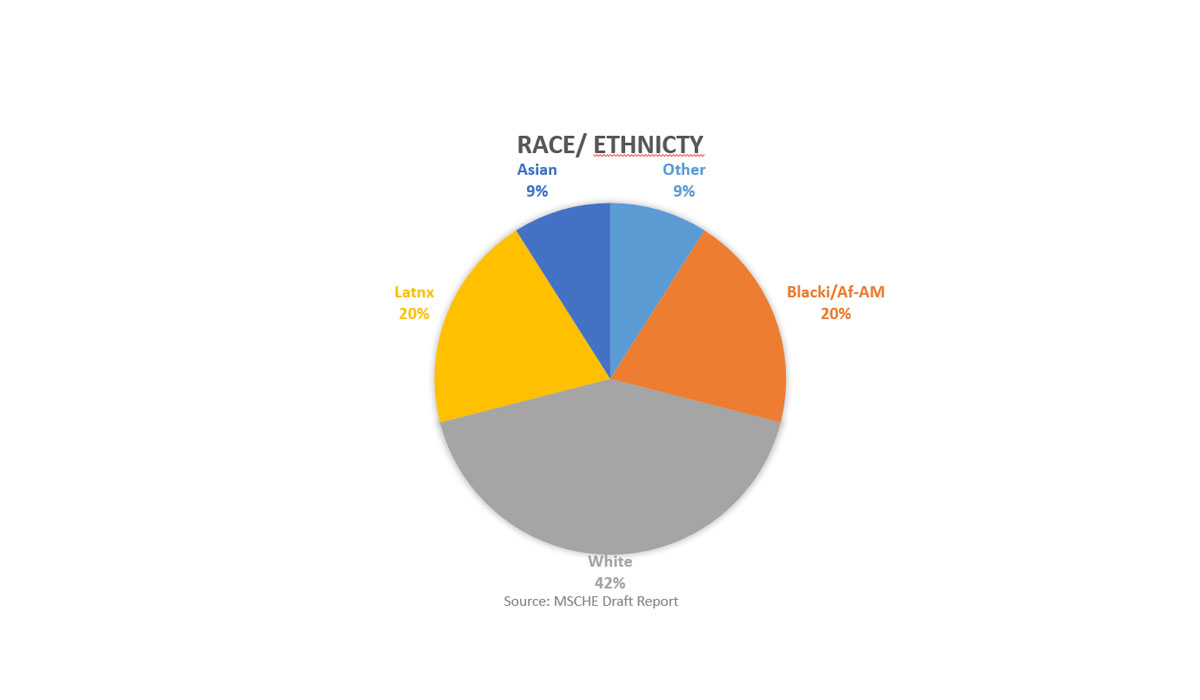 RACE/ ETHNICTY
Asian
9%
Other
9%
Latnx
20%
Blacki/Af-AM
20%
White
42%
Source: MSCHE Draft Report